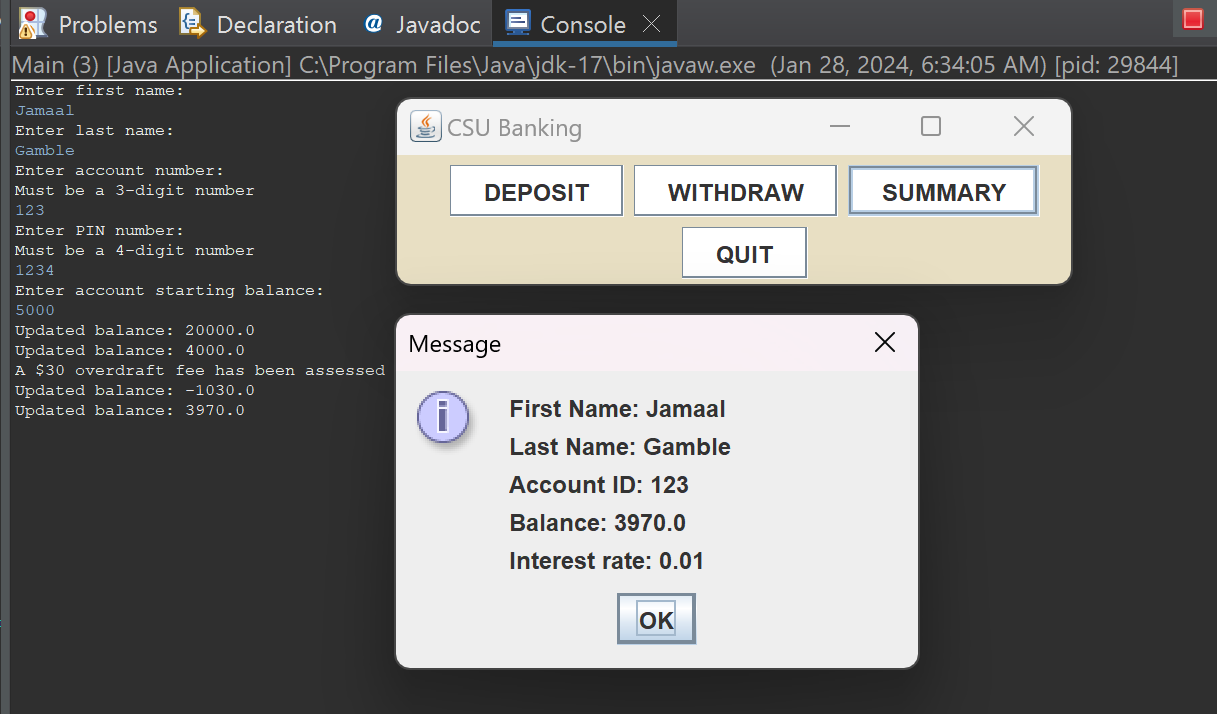 Problems Declaration @ Javadoc Console
Main (3) [Java Application] C:\Program Files\Java\jdk-17\bin\javaw.exe (Jan 28, 2024, 6:34:05 AM) [pid: 29844]
Enter first name:
Jamaal
Enter last name:
Gamble
Enter account number:
Must be a 3-digit number
123
Enter PIN number:
Must be a 4-digit number
1234
Enter account starting balance:
5000
Updated balance: 20000.0
Updated balance: 4000.0
A $30 overdraft fee has been assessed
Updated balance: -1030.0
Updated balance: 3970.0
CSU Banking
DEPOSIT WITHDRAW SUMMARY
QUIT
Message
First Name: Jamaal
Last Name: Gamble
Account ID: 123
Balance: 3970.0
Interest rate: 0.01
OK